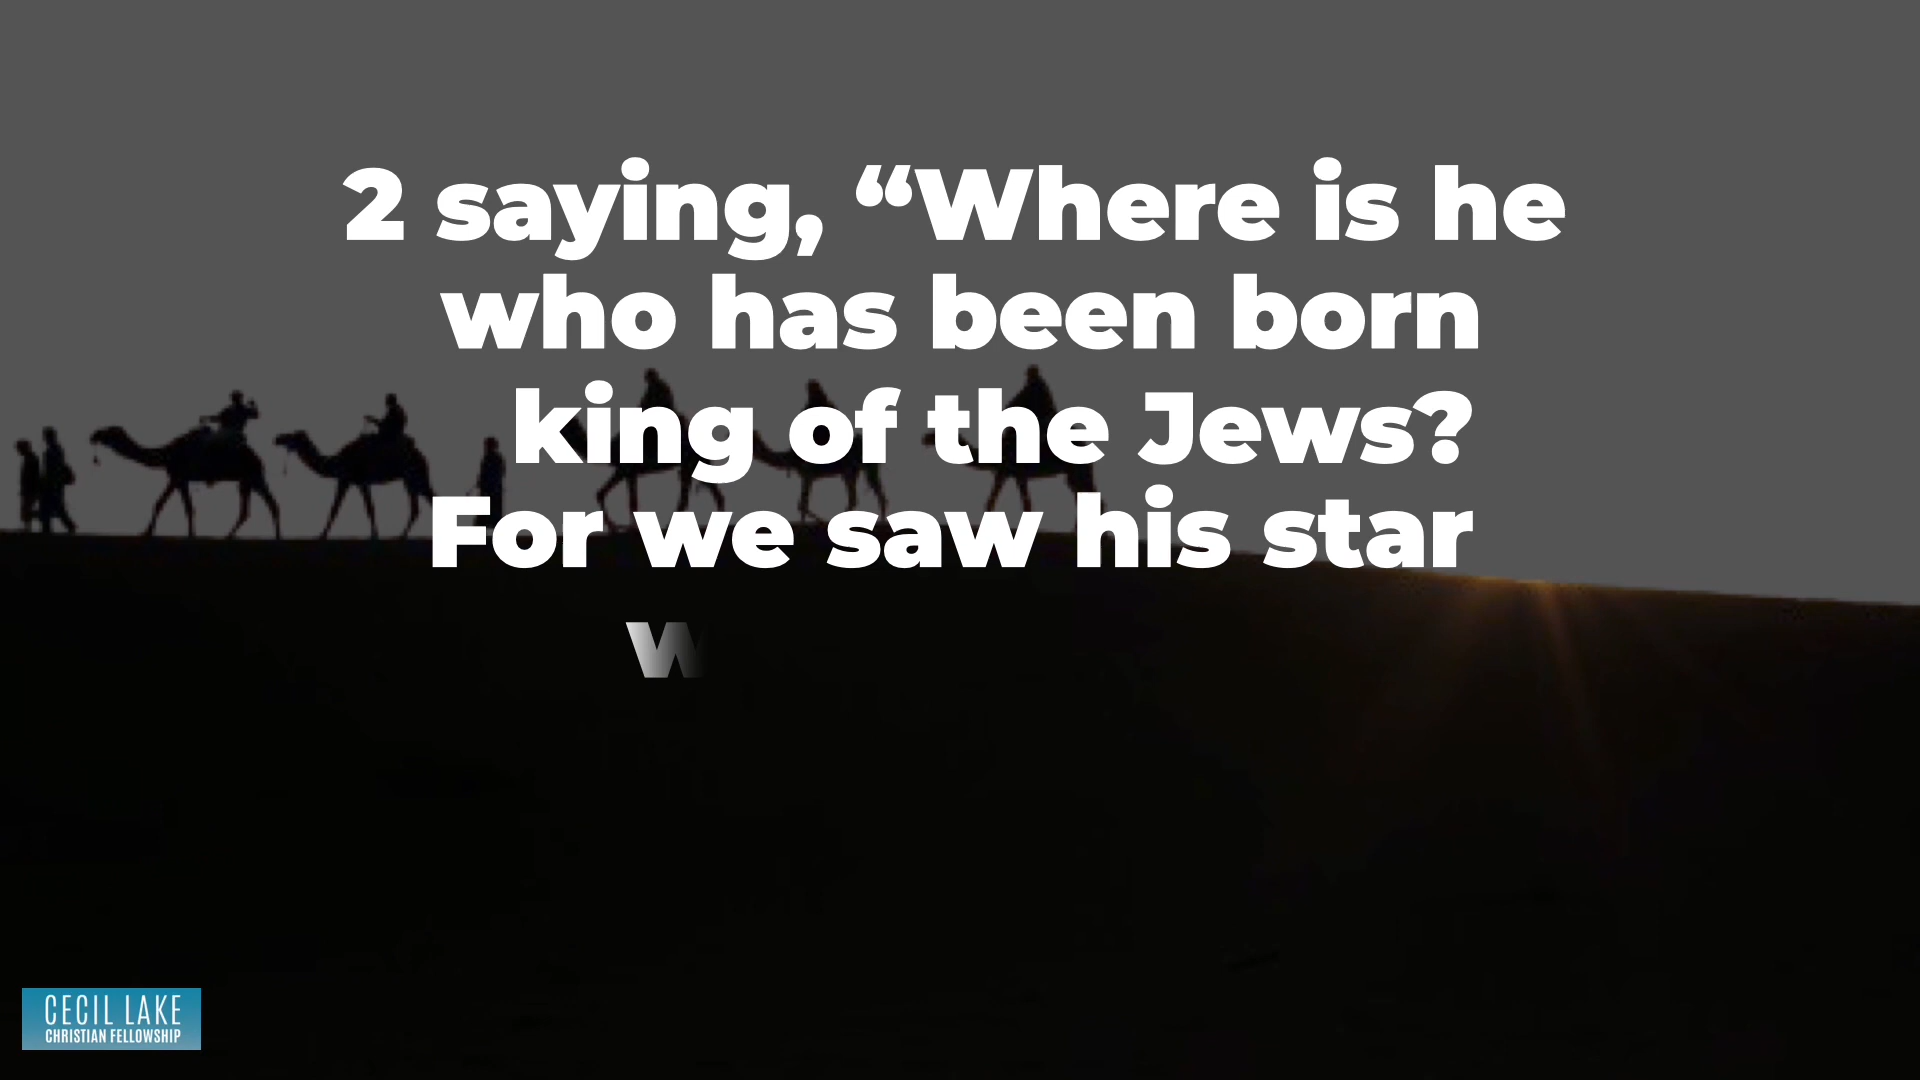 2 saying, “Where is he
who has been born
king of the Jews?
For we saw his star
CECIL LAKE
CHRISTIAN FELLOWSHIP